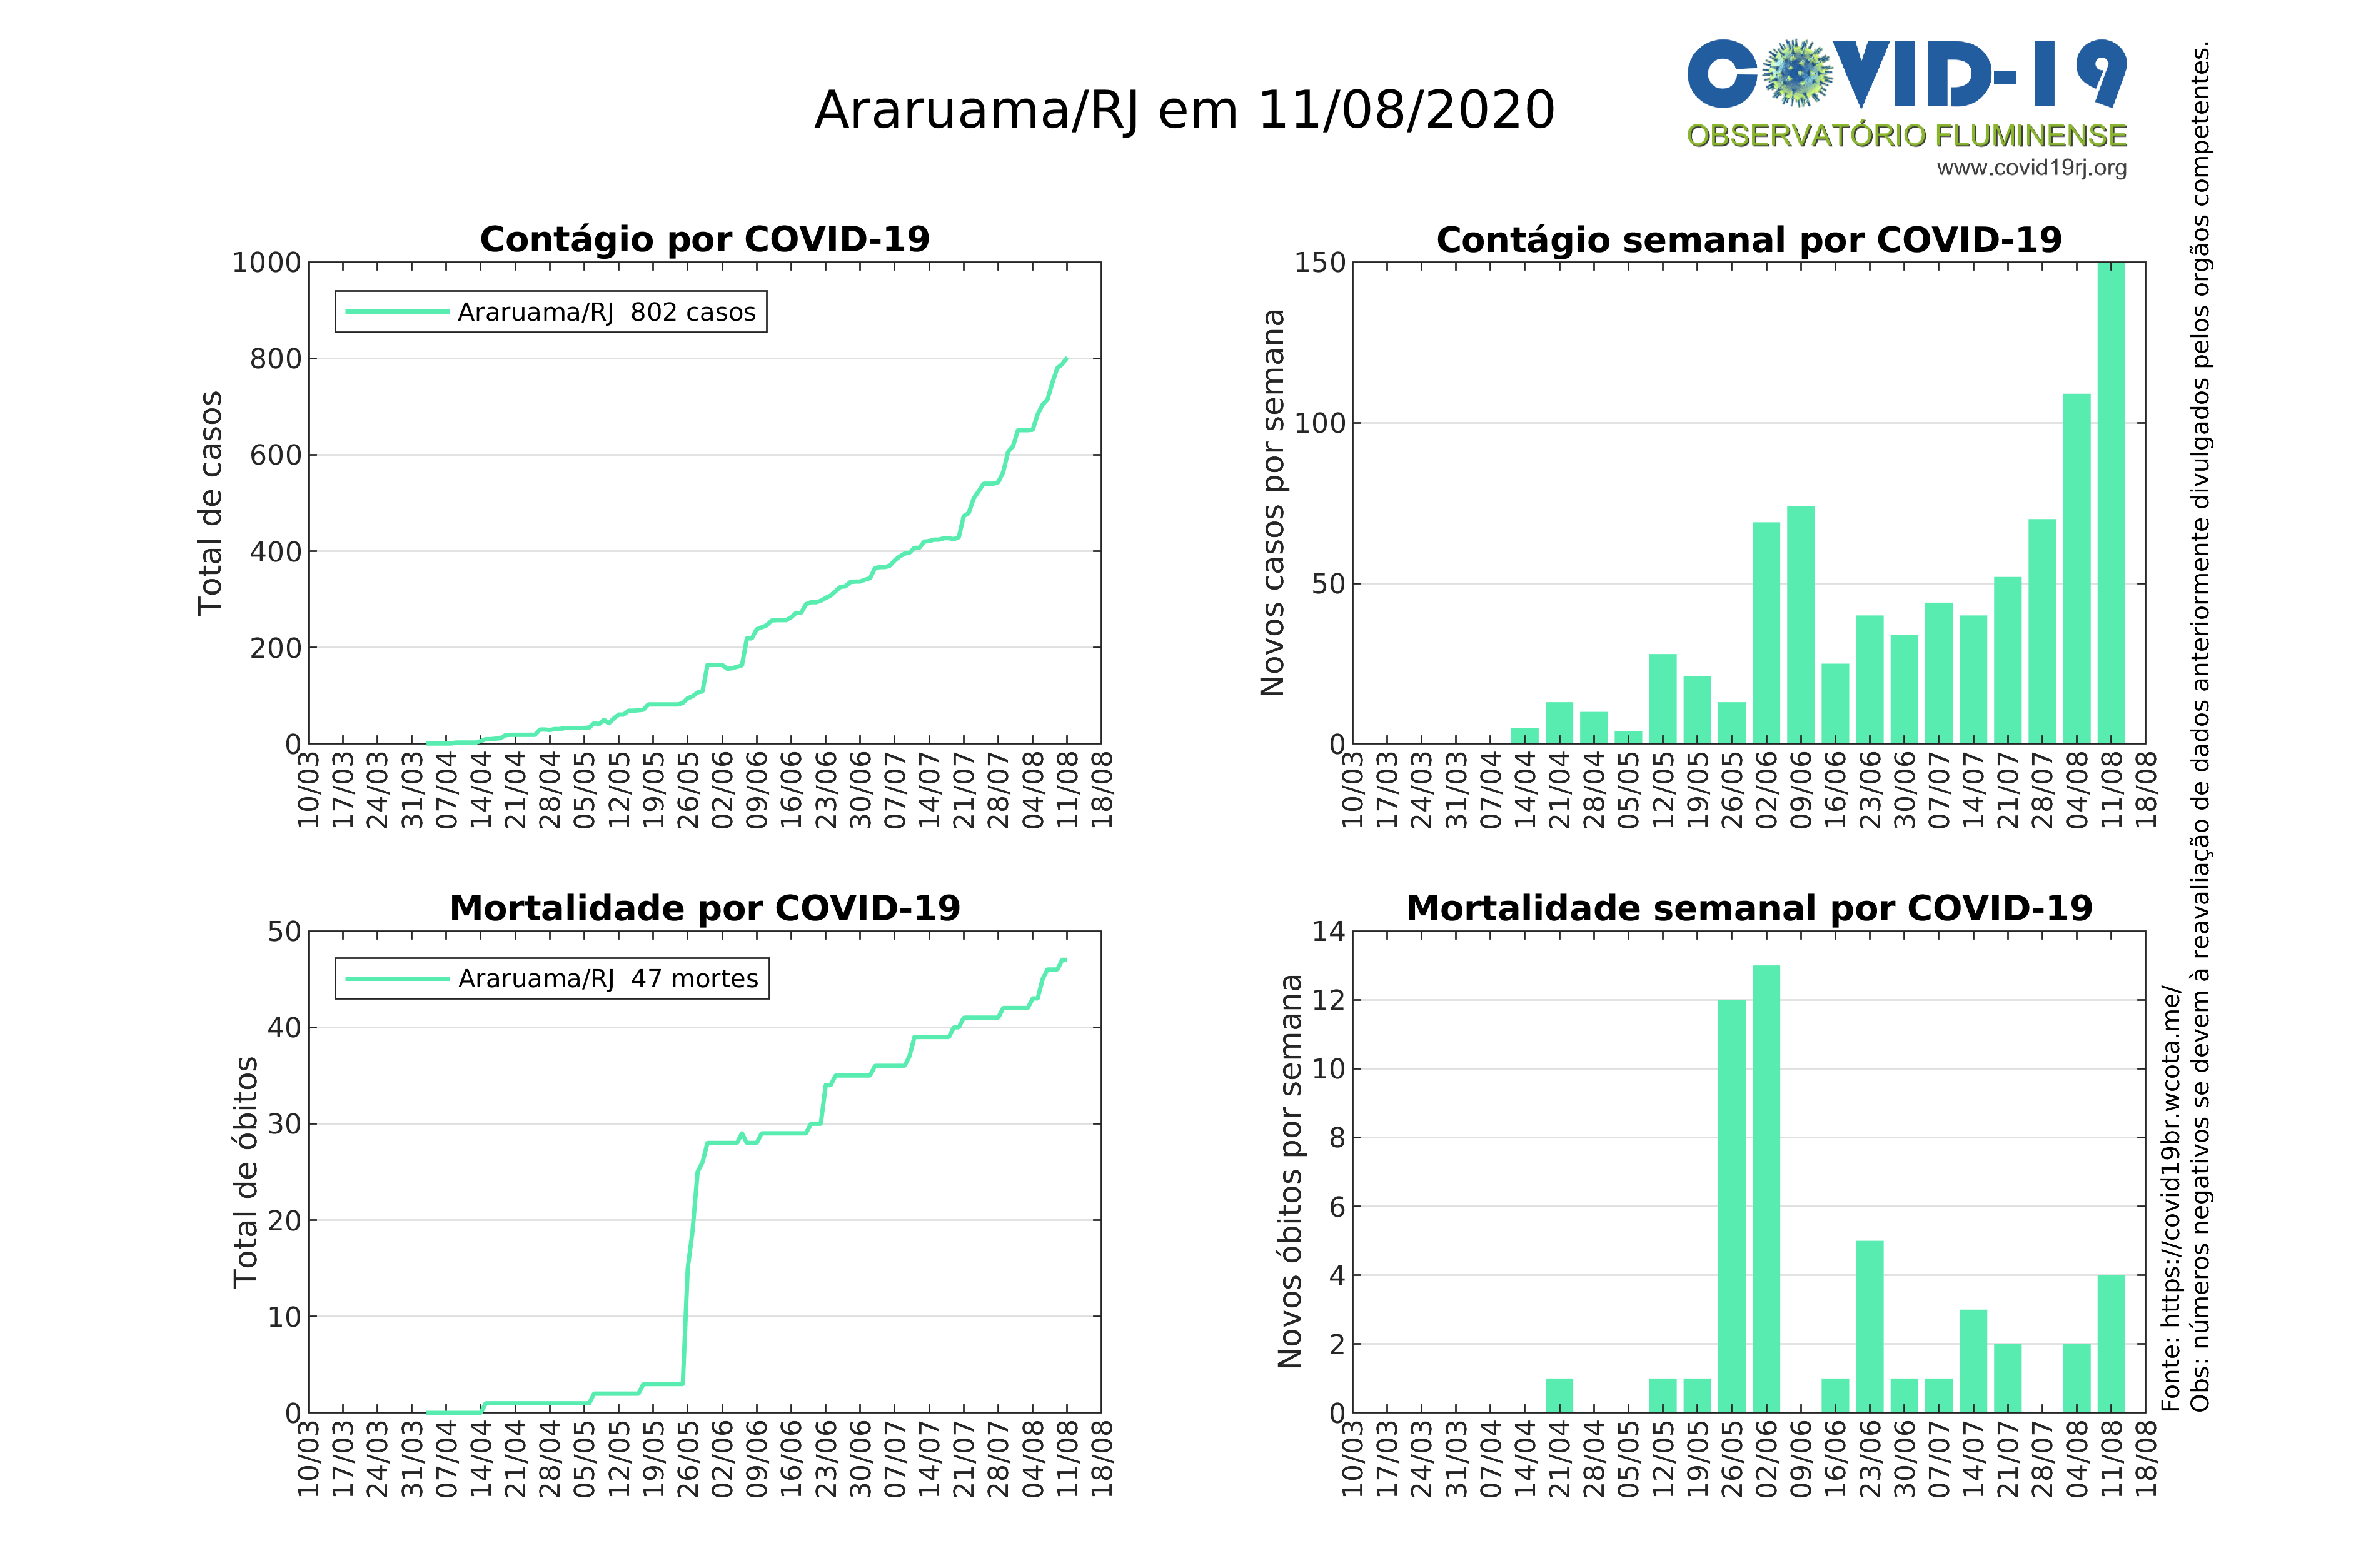 Araruama/RJ em 11/08/2020
COVID-19
OBSERVATÓRIO FLUMINENSE
www.covid19rj.org
Contágio por COVID-19
Total de casos
1000
800
600
400
200
0
Araruama/RJ 802 casos
10/03 17/03 24/03 31/03 07/04 14/04 21/04 28/04 05/05 12/05 19/05 26/05 02/06 09/06 16/06 23/06 30/06 07/07 14/07 21/07 28/07 04/08 11/08 18/08
Contágio semanal por COVID-19
Novos casos por semana
150
100
50
0
10/03 17/03 24/03 31/03 07/04 14/04 21/04 28/04 05/05 12/05 19/05 26/05 02/06 09/06 16/06 23/06 30/06 07/07 14/07 21/07 28/07 04/08 11/08 18/08
Mortalidade por COVID-19
Total de óbitos
50
40
30
20
10
0
Araruama/RJ 47 mortes
10/03 17/03 24/03 31/03 07/04 14/04 21/04 28/04 05/05 12/05 19/05 26/05 02/06 09/06 16/06 23/06 30/06 07/07 14/07 21/07 28/07 04/08 11/08 18/08
Mortalidade semanal por COVID-19
Novos óbitos por semana
14
12
10
8
6
4
2
0
10/03 17/03 24/03 31/03 07/04 14/04 21/04 28/04 05/05 12/05 19/05 26/05 02/06 09/06 16/06 23/06 30/06 07/07 14/07 21/07 28/07 04/08 11/08 18/08
Fonte: https://covid19br.wcota.me/
Obs: números negativos se devem à reavaliação de dados anteriormente divulgados pelos orgãos competentes.